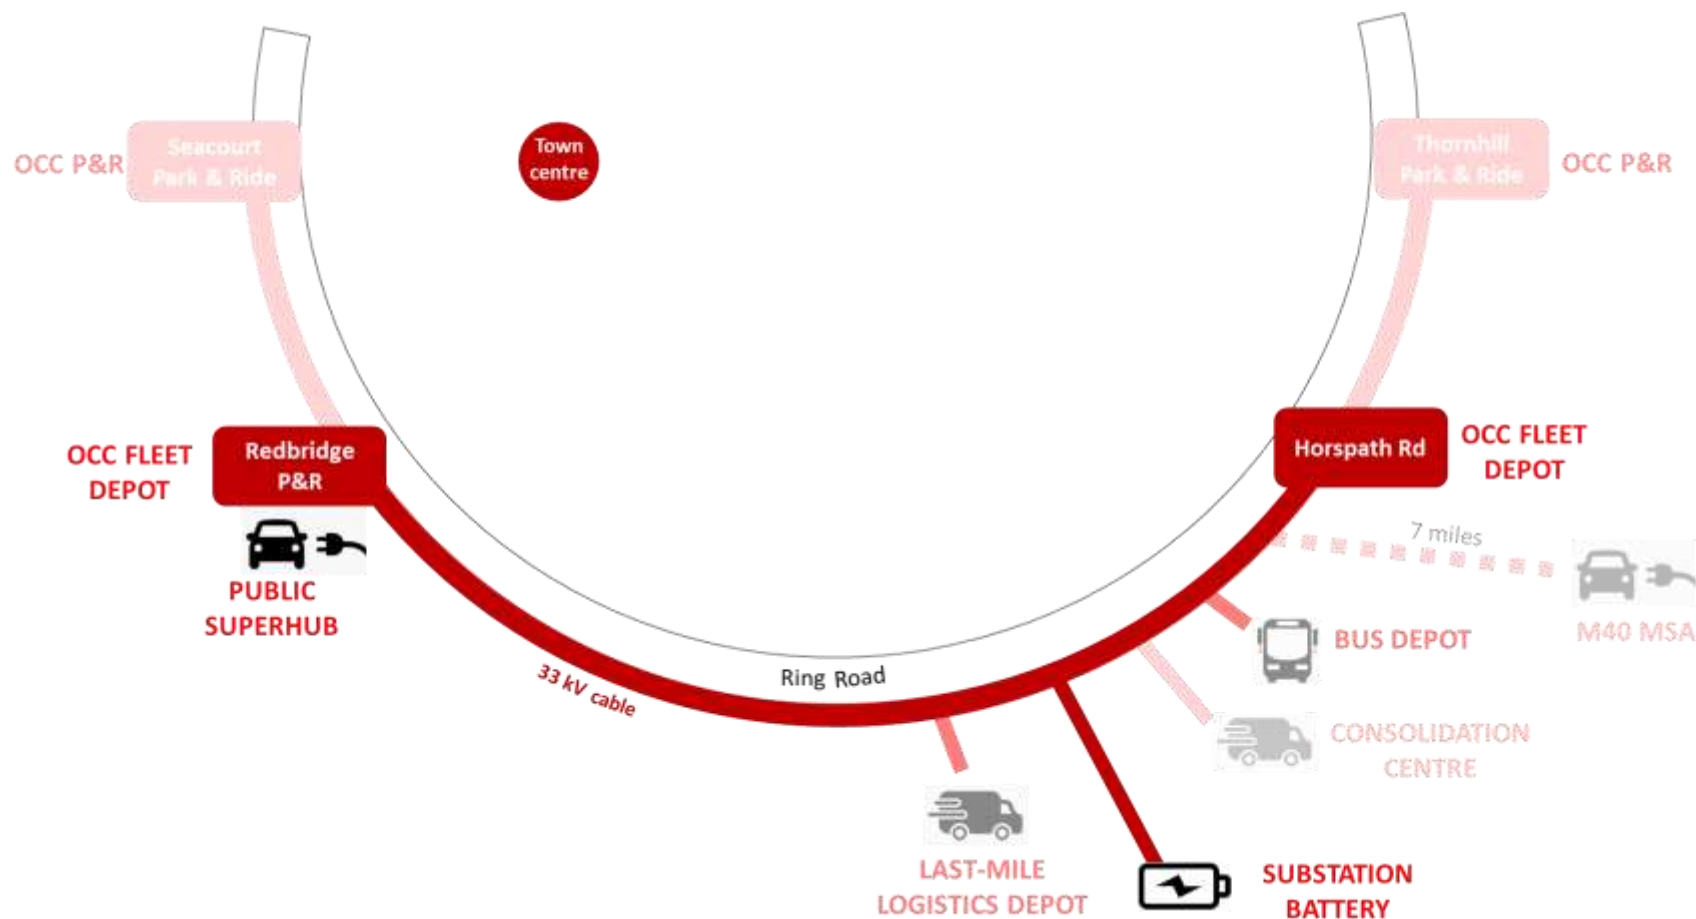 OCC P&R
Seacourt
Park & Ride
Town
centre
Thornhill
Park & Ride
OCC P&R
OCC FLEET
DEPOT
Redbridge
P&R
PUBLIC
SUPERHUB
Horspath Rd
OCC FLEET
DEPOT
7 miles
M40 MSA
BUS DEPOT
Ring Road
33 kV cable
CONSOLIDATION
CENTRE
LAST-MILE
LOGISTICS DEPOT
SUBSTATION
BATTERY